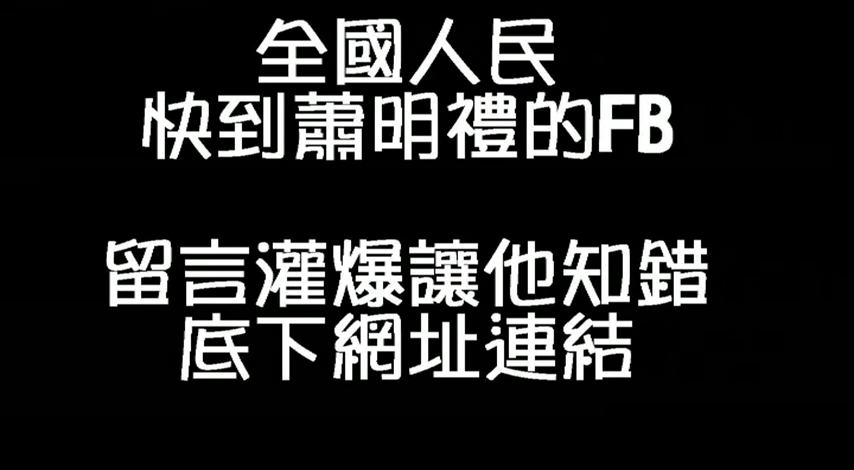 全國人民
快到蕭明禮的FB
留言灌爆讓他知錯
底下網址連結